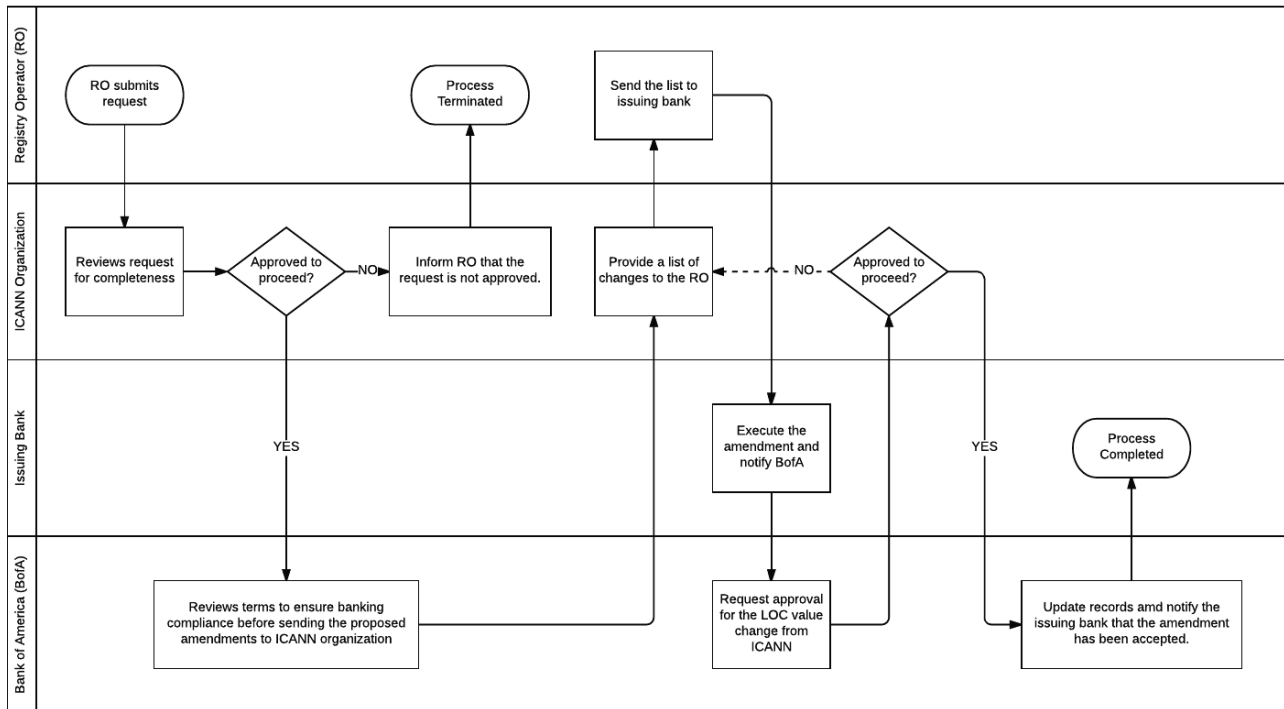 Registry Operator (RO)
RO submits
request
Process
Terminated
Send the list to
issuing bank
ICANN Organization
Reviews request
for completeness
Approved to
proceed?
NO
Inform RO that the
request is not approved.
Provide a list of
changes to the RO
NO
Approved to
proceed?
Issuing Bank
YES
Execute the
amendment and
notify BofA
YES
Process
Completed
Bank of America (BofA)
Reviews terms to ensure banking
compliance before sending the proposed
amendments to ICANN organization
Request approval
for the LOC value
change from
ICANN
Update records amd notify the
issuing bank that the amendment
has been accepted.